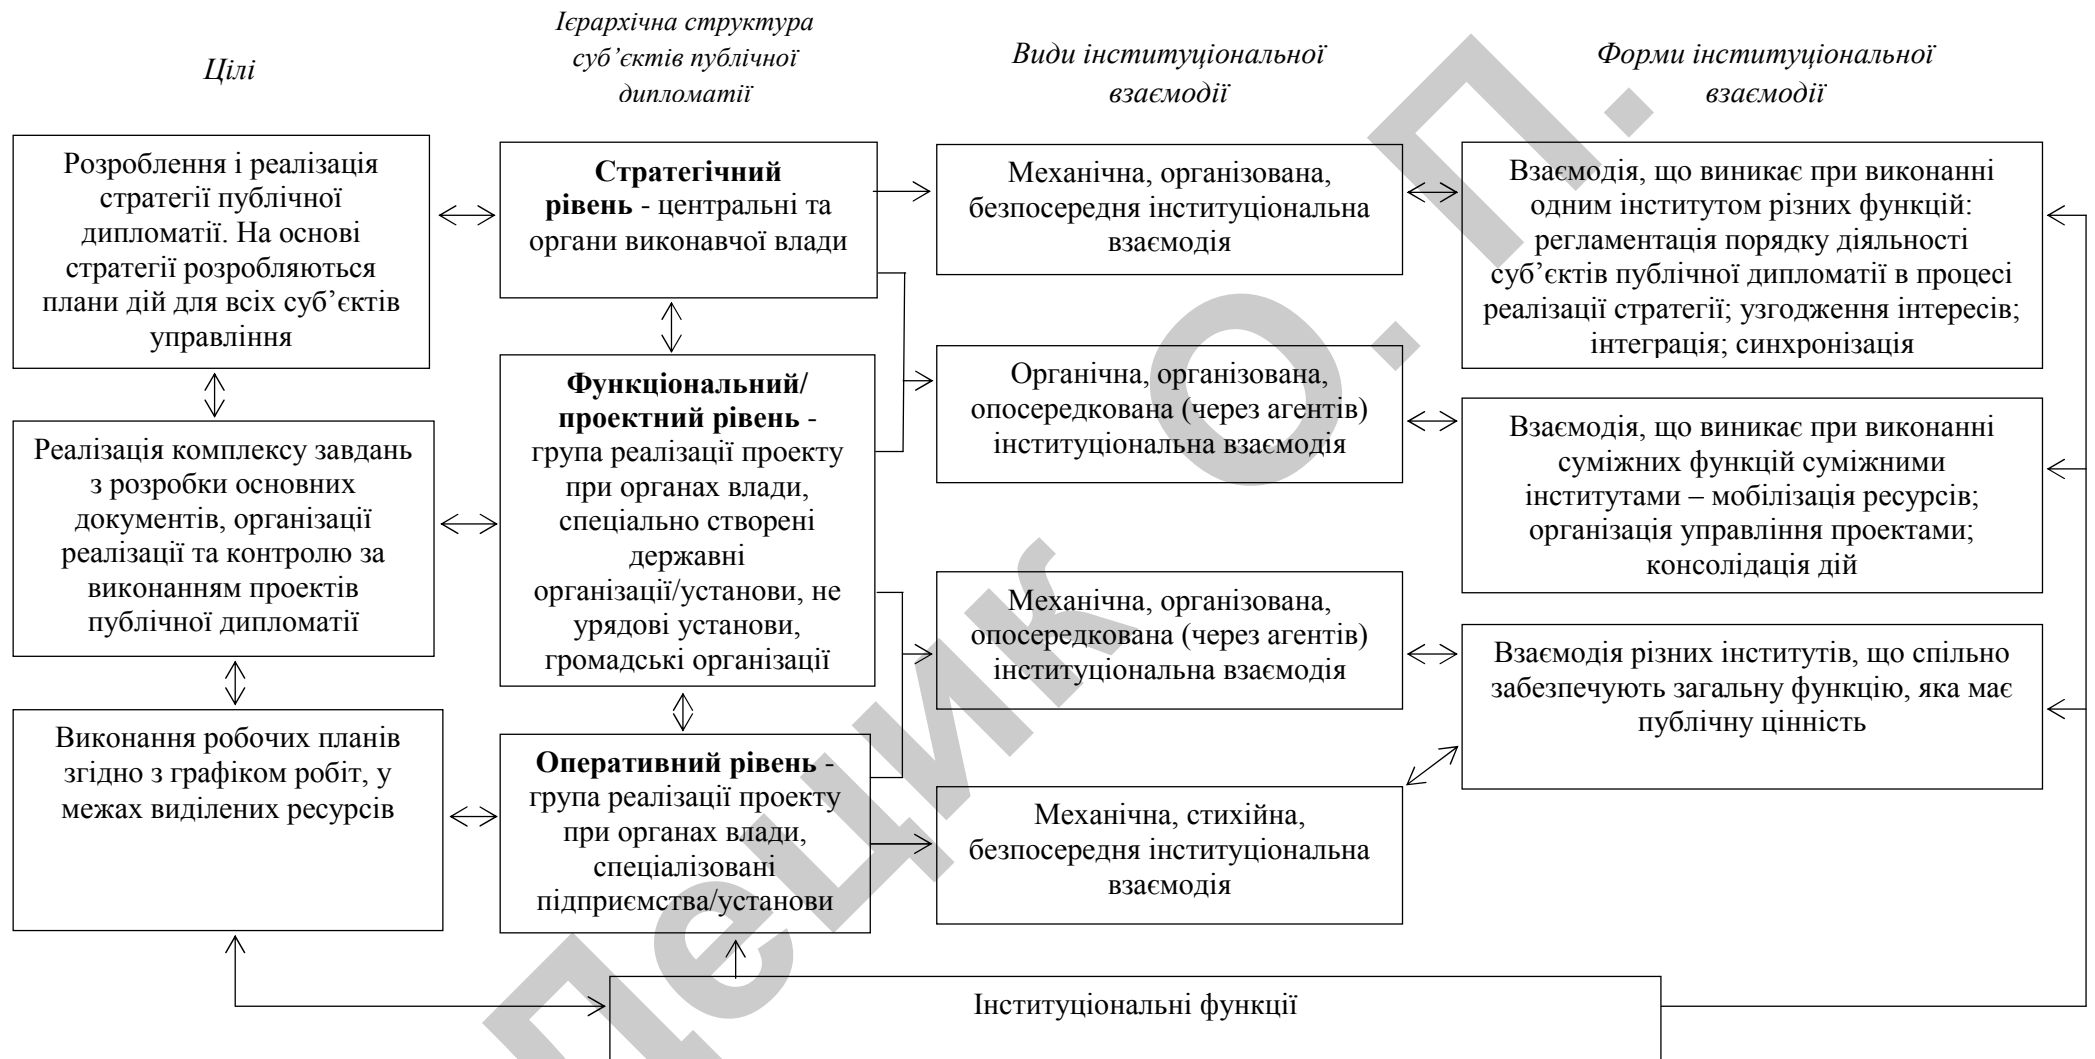 Цілі
Ієрархічна структура
суб’єктів публічної
дипломатії
Види інституціональної
взаємодії
Форми інституціональної
взаємодії
Розроблення і реалізація
стратегії публічної
дипломатії. На основі
стратегії розробляються
плани дій для всіх суб’єктів
управління
Стратегічний
рівень - центральні та
органи виконавчої влади
Механічна, організована,
безпосередня інституціональна
взаємодія
Взаємодія, що виникає при виконанні
одним інститутом різних функцій:
регламентація порядку діяльності
суб’єктів публічної дипломатії в процесі
реалізації стратегії; узгодження інтересів;
інтеграція; синхронізація
Реалізація комплексу завдань
з розробки основних
документів, організації
реалізації та контролю за
виконанням проектів
публічної дипломатії
Функціональний/
проектний рівень -
група реалізації проекту
при органах влади,
спеціально створені
державні
організації/установи, не
урядові установи,
громадські організації
Органічна, організована,
опосередкована (через агентів)
інституціональна взаємодія
Взаємодія, що виникає при виконанні
суміжних функцій суміжними
інститутами – мобілізація ресурсів;
організація управління проектами;
консолідація дій
Механічна, організована,
опосередкована (через агентів)
інституціональна взаємодія
Взаємодія різних інститутів, що спільно
забезпечують загальну функцію, яка має
публічну цінність
Виконання робочих планів
згідно з графіком робіт, у
межах виділених ресурсів
Оперативний рівень -
група реалізації проекту
при органах влади,
спеціалізовані
підприємства/установи
Механічна, стихійна,
безпосередня інституціональна
взаємодія
Інституціональні функції
Пецик О. П.